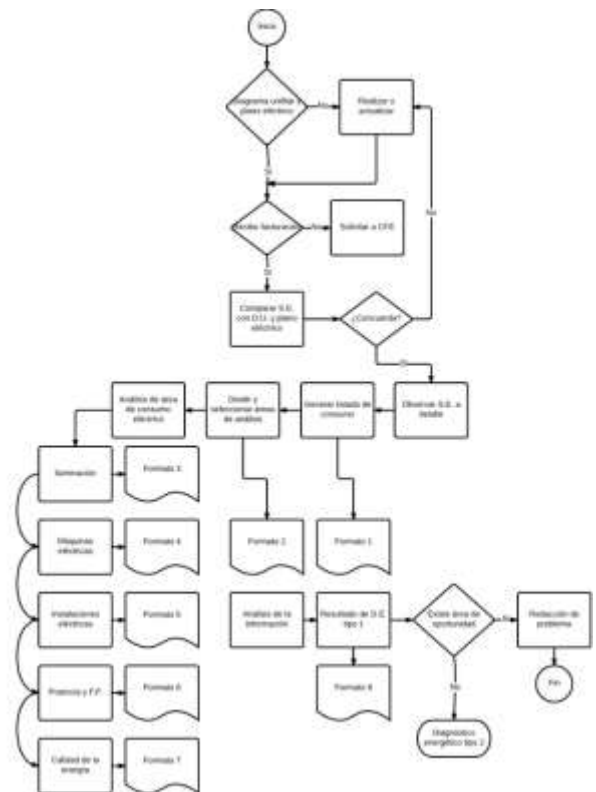 Inicio
Diagrama unifilar y
plano eléctrico
No
Realizar o
actualizar
Si
Recibo facturación
No
Solicitar a CFE
No
Si
Comparar S.E.
con D.U. y plano
eléctrico
¿Concuerda?
Si
Análisis de área
de consumo
eléctrico
Dividir y
seleccionar áreas
de análisis
Generar listado de
consumo
Observar S.E. a
detalle
Iluminación
Formato 3
Máquinas
eléctricas
Formato 4
Formato 2
Formato 1
Instalaciones
eléctricas
Formato 5
Análisis de la
información
Resultado de D.E.
tipo 1
Existe área de
oportunidad
Redacción de
problema
Potencia y F.P.
Formato 6
Formato 8
No
Fin
Diagnóstico
energético tipo 2
Calidad de la
energía
Formato 7